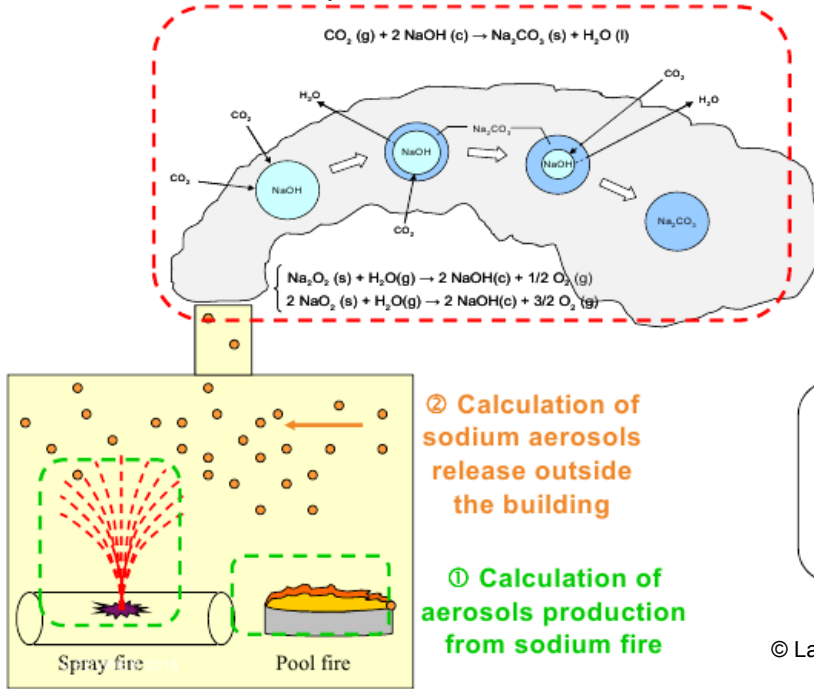 CO₂ (g) + 2 NaOH (c) → Na₂CO₃ (s) + H₂O (l)
CO₂
H₂O
CO₂
H₂O
Na₂CO₃
NaOH
NaOH
CO₂
NaOH
Na₂CO₃
CO₂
Na₂O₂ (s) + H₂O(g) → 2 NaOH(c) + 1/2 O₂ (g)
2 NaO₂ (s) + H₂O(g) → 2 NaOH(c) + 3/2 O₂ (g)
② Calculation of
sodium aerosols
release outside
the building
① Calculation of
aerosols production
from sodium fire
Spray fire
Pool fire
© La